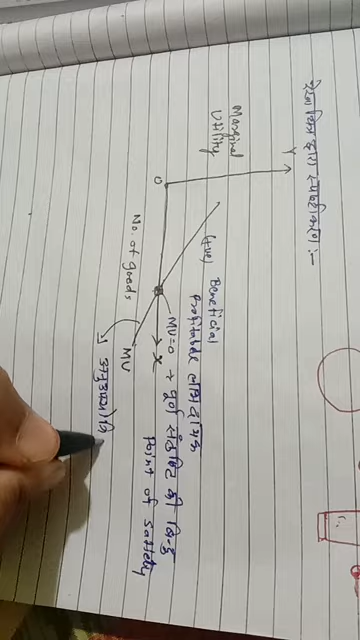 रेखाचित्र द्वारा स्पष्टीकरण :-
Y
Marginal
Utility
(+ve) Beneficial
Profitable लाभदायक
O
MU=0 → पूर्ण संतुष्टि की बिन्दु
Point of Satiety
X
No. of goods
MU
→ अनुपयोगि